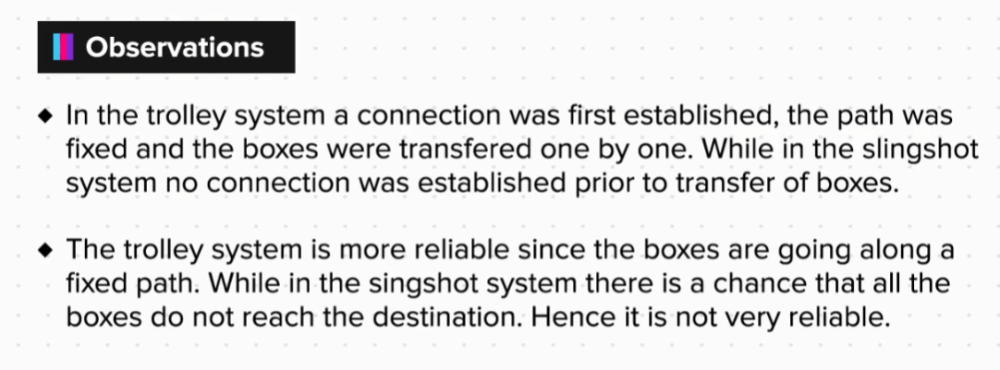 Observations
◆ In the trolley system a connection was first established, the path was
fixed and the boxes were transfered one by one. While in the slingshot
system no connection was established prior to transfer of boxes.
◆ The trolley system is more reliable since the boxes are going along a
fixed path. While in the singshot system there is a chance that all the
boxes do not reach the destination. Hence it is not very reliable.